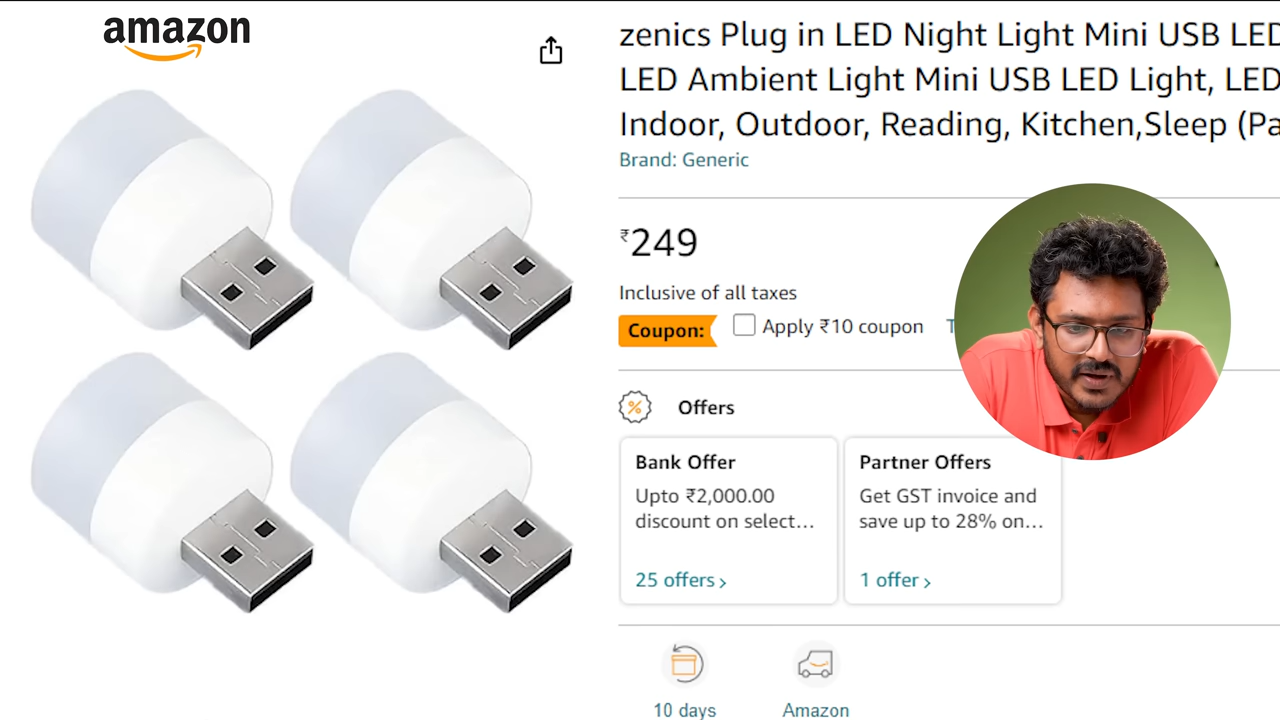 amazon
zenics Plug in LED Night Light Mini USB LED
LED Ambient Light Mini USB LED Light, LED
Indoor, Outdoor, Reading, Kitchen,Sleep
Brand: Generic
₹249
Inclusive of all taxes
Coupon: Apply ₹10 coupon
% Offers
Bank Offer
Upto ₹2,000.00
discount on select...
25 offers ›
Partner Offers
Get GST invoice and
save up to 28% on...
1 offer ›
10 days
Amazon